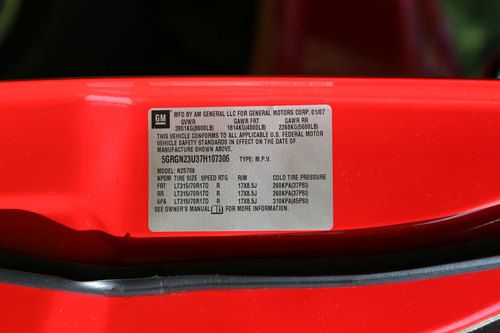 GM
MFD BY AM GENERAL LLC FOR GENERAL MOTORS CORP. 01/07
GVWR GAWR FRT GAWR RR
3901KG(8600LB) 1814KG(4000LB) 2268KG(5000LB)
THIS VEHICLE CONFORMS TO ALL APPLICABLE U.S. FEDERAL MOTOR
VEHICLE SAFETY STANDARDS IN EFFECT ON THE DATE OF
MANUFACTURE SHOWN ABOVE.
5GRGN23U37H107306 TYPE: M.P.V.
MODEL: N25706
NPDM TIRE SIZE SPEED RTG RIM COLD TIRE PRESSURE
FRT LT315/70R17D R 17X8.5J 260KPA(37PSI)
RR LT315/70R17D R 17X8.5J 260KPA(37PSI)
SPA LT315/70R17D R 17X8.5J 310KPA(45PSI)
SEE OWNER'S MANUAL FOR MORE INFORMATION.